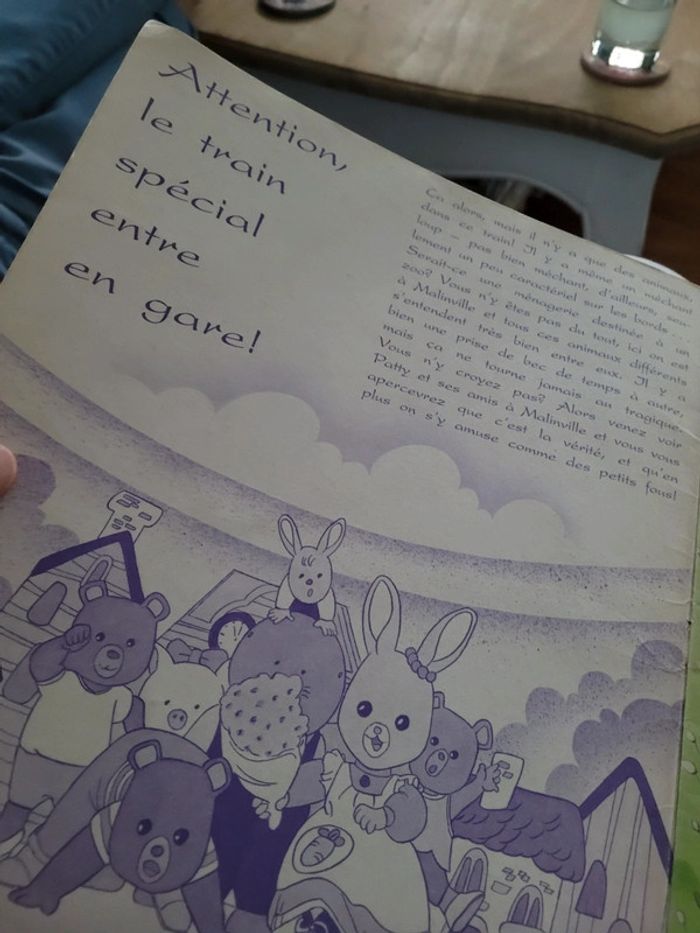 Attention,
le train
spécial
entre
en gare!
Ca alors, mais il n'y a que des animaux
dans ce train! Il y a même un méchant
loup – pas bien méchant, d'ailleurs, seu-
lement un peu caractériel sur les bords...
Serait-ce une ménagerie destinée à un
zoo? Vous n'y êtes pas du tout, ici on est
à Malinville et tous ces animaux différents
s'entendent très bien entre eux. Il y a
bien une prise de bec de temps à autre,
mais ça ne tourne jamais au tragique.
Vous n'y croyez pas? Alors venez voir
Patty et ses amis à Malinville et vous vous
apercevrez que c'est la vérité, et qu'en
plus on s'y amuse comme des petits fous!